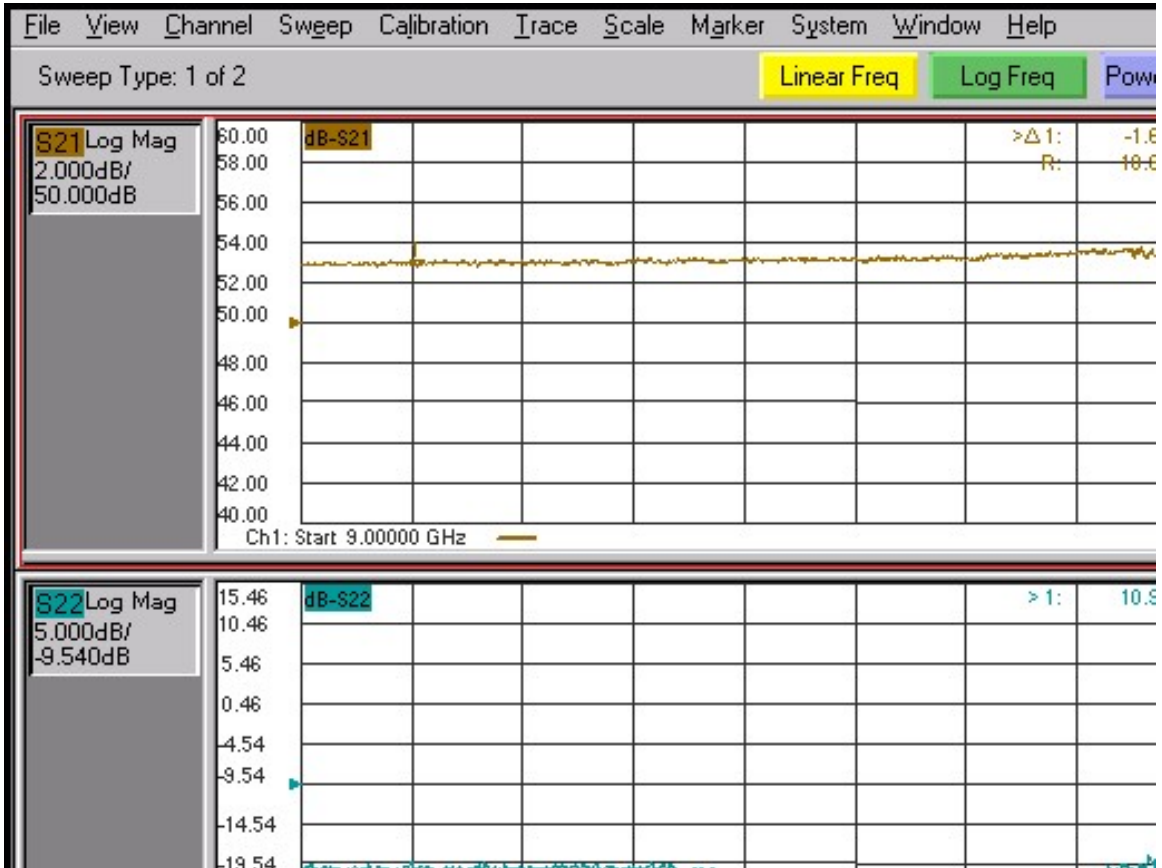 File View Channel Sweep Calibration Trace Scale Marker System Window Help
Sweep Type: 1 of 2
Linear Freq
Log Freq
S21 Log Mag
2.000dB/
50.000dB
60.00
58.00
56.00
54.00
52.00
50.00
48.00
46.00
44.00
42.00
40.00
dB-S21
>Δ 1:
R:
Ch1: Start 9.00000 GHz
S22 Log Mag
5.000dB/
-9.540dB
15.46
10.46
5.46
0.46
-4.54
-9.54
-14.54
-19.54
dB-S22
> 1: